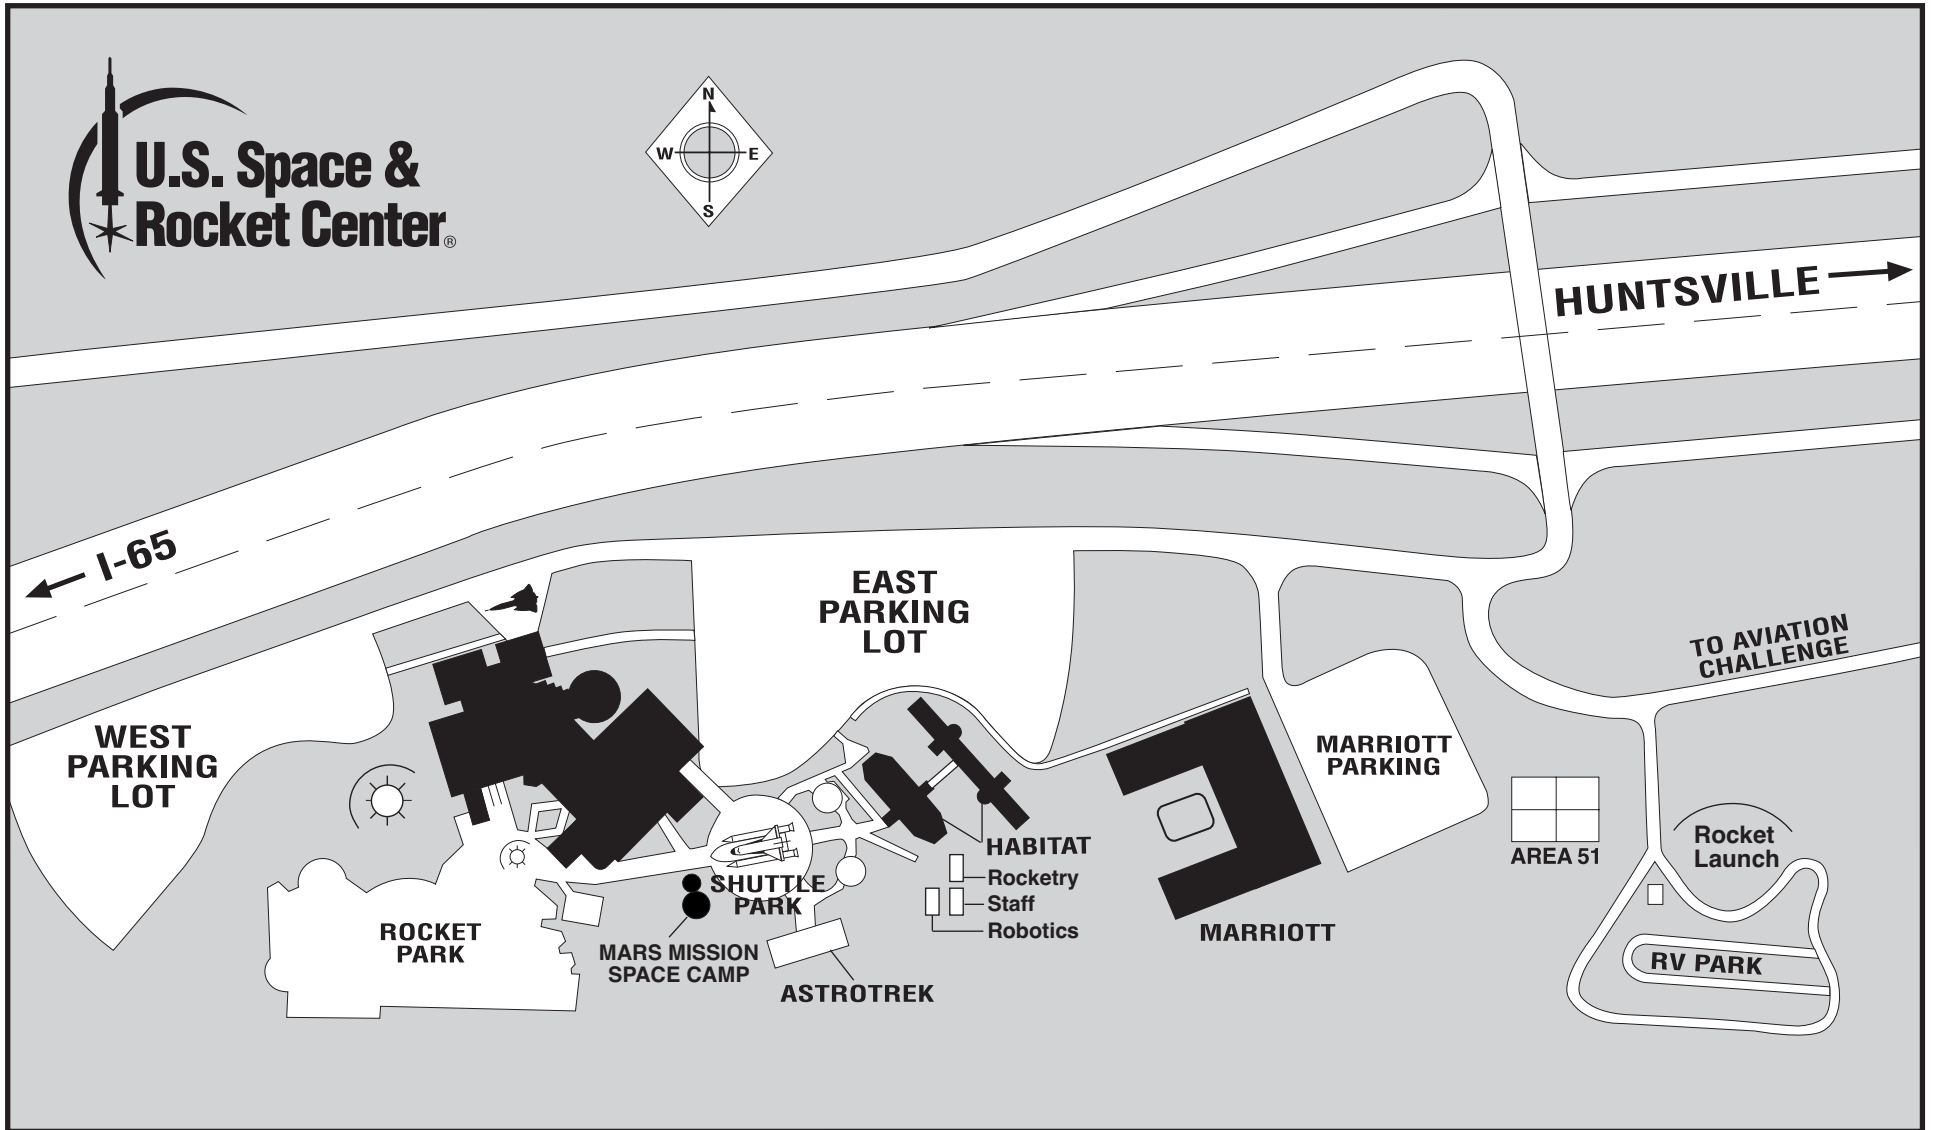 U.S. Space &
Rocket Center®
N
W
E
S
HUNTSVILLE
I-65
EAST
PARKING
LOT
TO AVIATION
CHALLENGE
WEST
PARKING
LOT
MARRIOTT
PARKING
Rocket
Launch
AREA 51
HABITAT
Rocketry
Staff
Robotics
SHUTTLE
PARK
ROCKET
PARK
MARS MISSION
SPACE CAMP
ASTROTREK
MARRIOTT
RV PARK